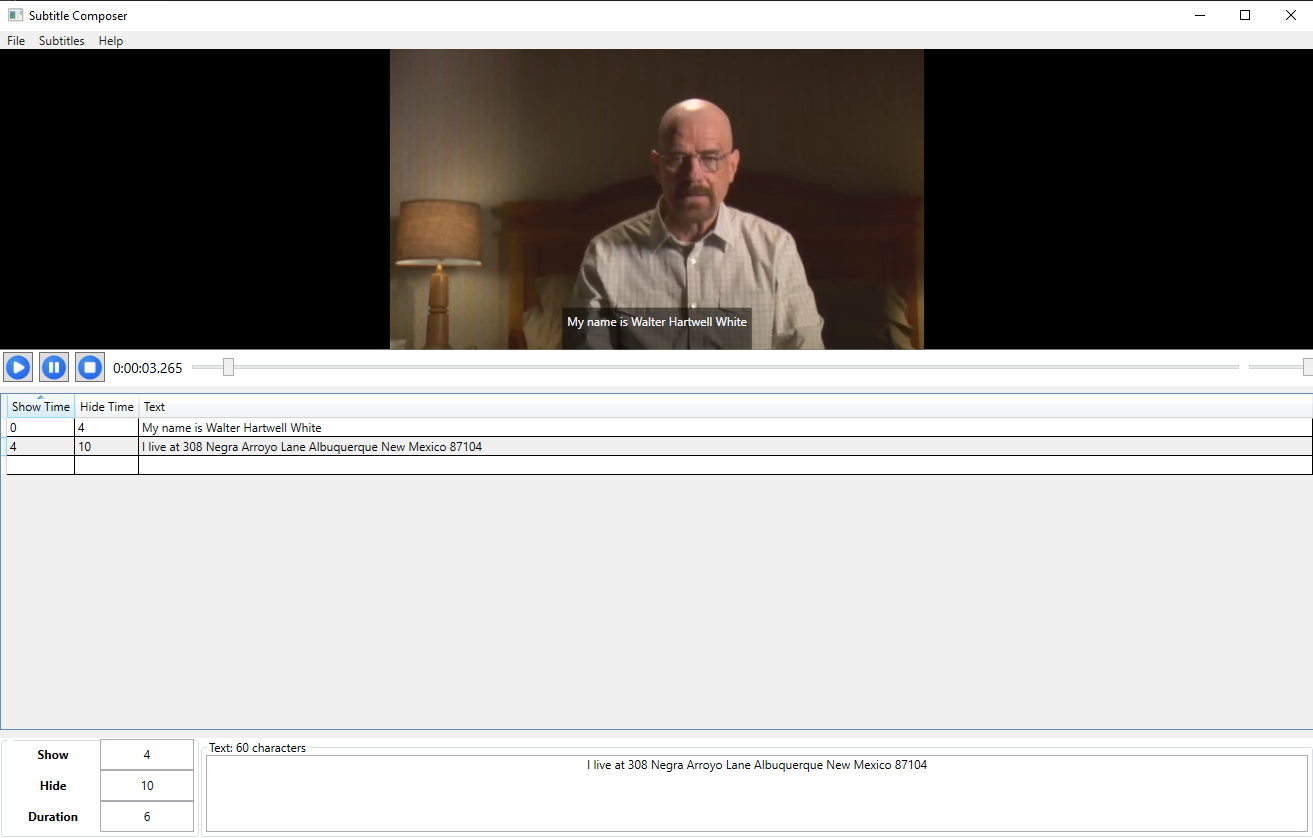 Subtitle Composer
File Subtitles Help
My name is Walter Hartwell White
0:00:03.265
Show Time Hide Time Text
0 4 My name is Walter Hartwell White
4 10 I live at 308 Negra Arroyo Lane Albuquerque New Mexico 87104
Show 4
Hide 10
Duration 6
Text: 60 characters
I live at 308 Negra Arroyo Lane Albuquerque New Mexico 87104